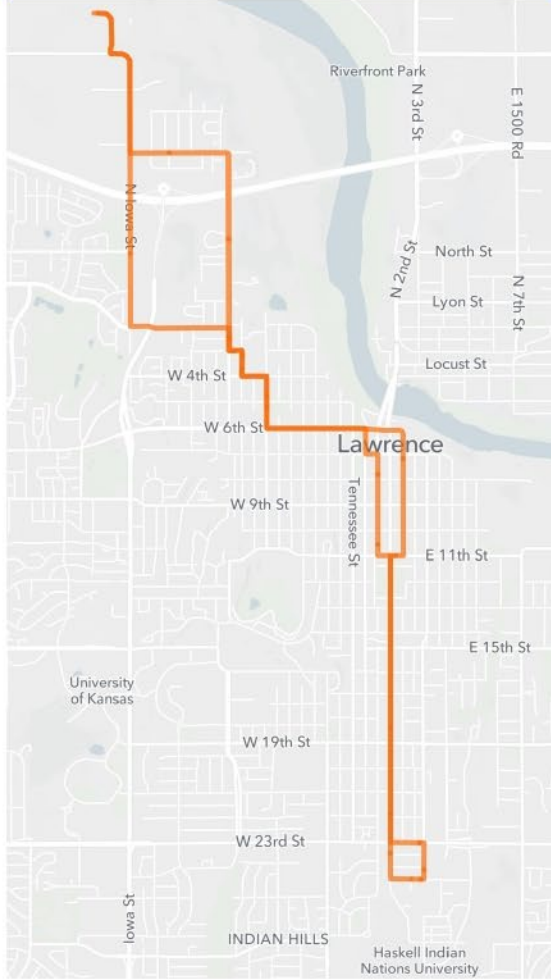 Riverfront Park
N 3rd St
E 1500 Rd
N Iowa St
North St
N 2nd St
N 7th St
Lyon St
Locust St
W 4th St
W 6th St
Lawrence
W 9th St
Tennessee St
E 11th St
E 15th St
University
of Kansas
W 19th St
W 23rd St
Iowa St
INDIAN HILLS
Haskell Indian
Nations University